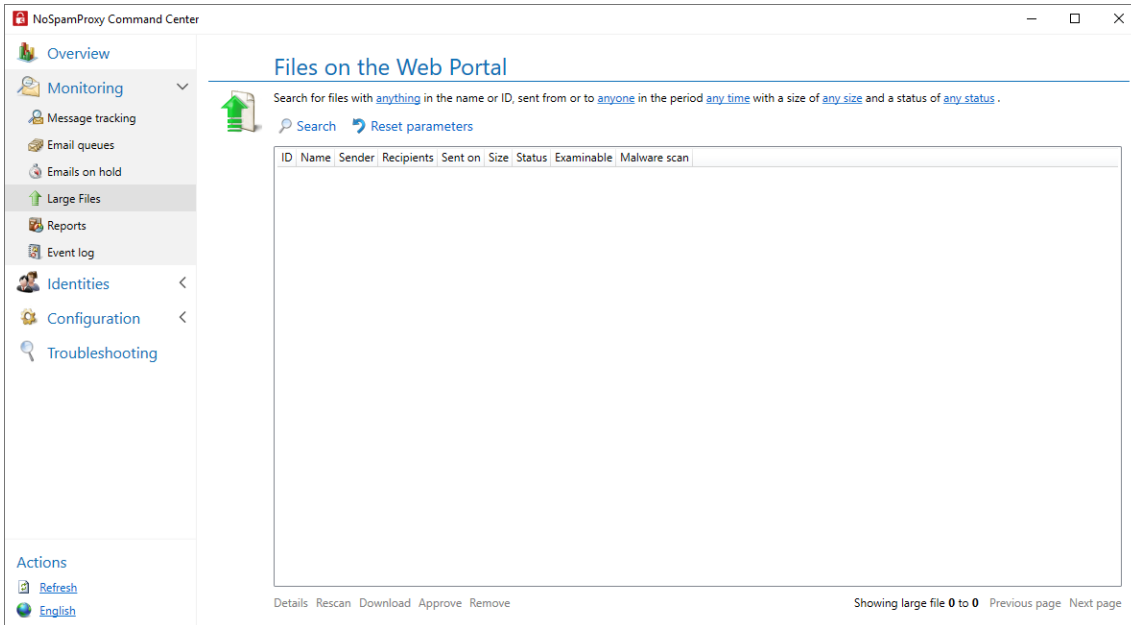 NoSpamProxy Command Center
Overview
Monitoring
Message tracking
Email queues
Emails on hold
Large Files
Reports
Event log
Identities
Configuration
Troubleshooting
Actions
Refresh
English
Files on the Web Portal
Search for files with anything in the name or ID, sent from or to anyone in the period any time with a size of any size and a status of any status .
Search Reset parameters
ID Name Sender Recipients Sent on Size Status Examinable Malware scan
Details Rescan Download Approve Remove Showing large file 0 to 0 Previous page Next page